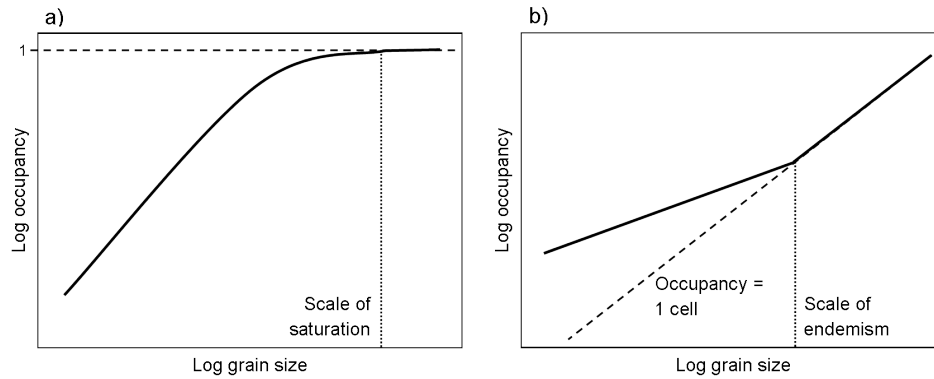 a)
1
Log occupancy
Scale of
saturation
Log grain size
b)
Log occupancy
Occupancy =
1 cell
Scale of
endemism
Log grain size